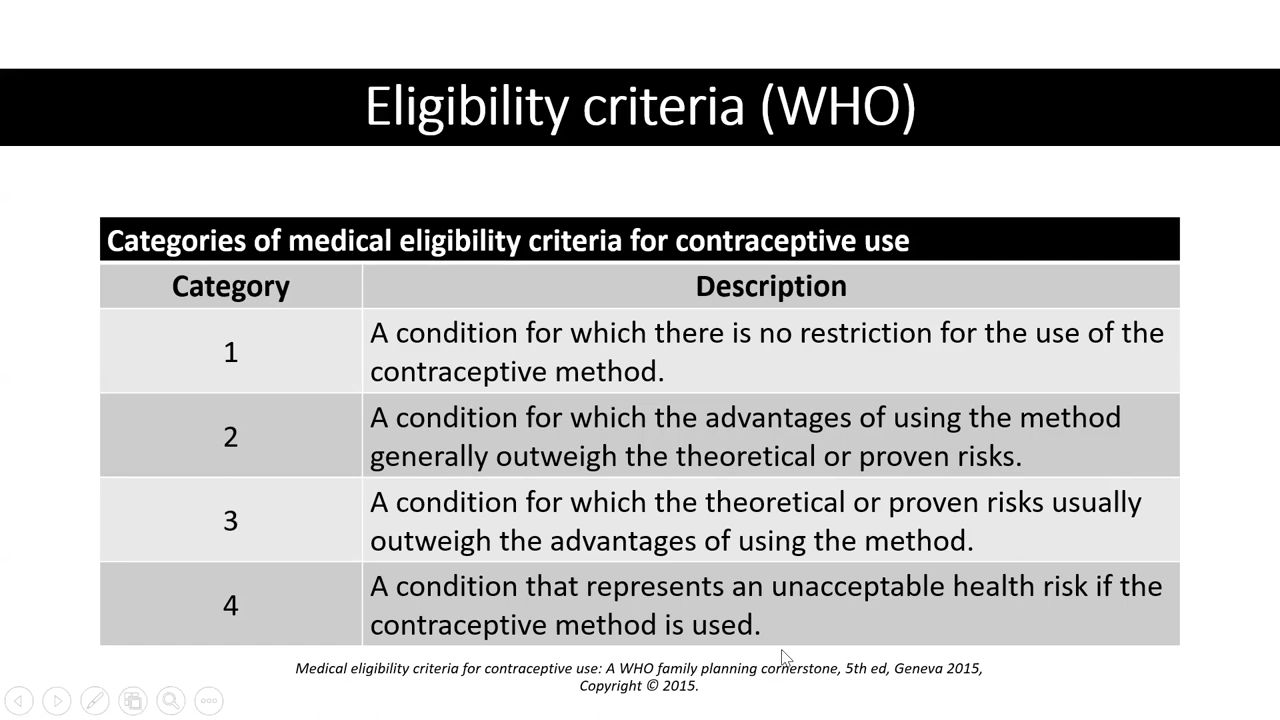 Eligibility criteria (WHO)
Categories of medical eligibility criteria for contraceptive use
Category
Description
1
A condition for which there is no restriction for the use of the
contraceptive method.
2
A condition for which the advantages of using the method
generally outweigh the theoretical or proven risks.
3
A condition for which the theoretical or proven risks usually
outweigh the advantages of using the method.
4
A condition that represents an unacceptable health risk if the
contraceptive method is used.
Medical eligibility criteria for contraceptive use: A WHO family planning cornerstone, 5th ed, Geneva 2015,
Copyright © 2015.